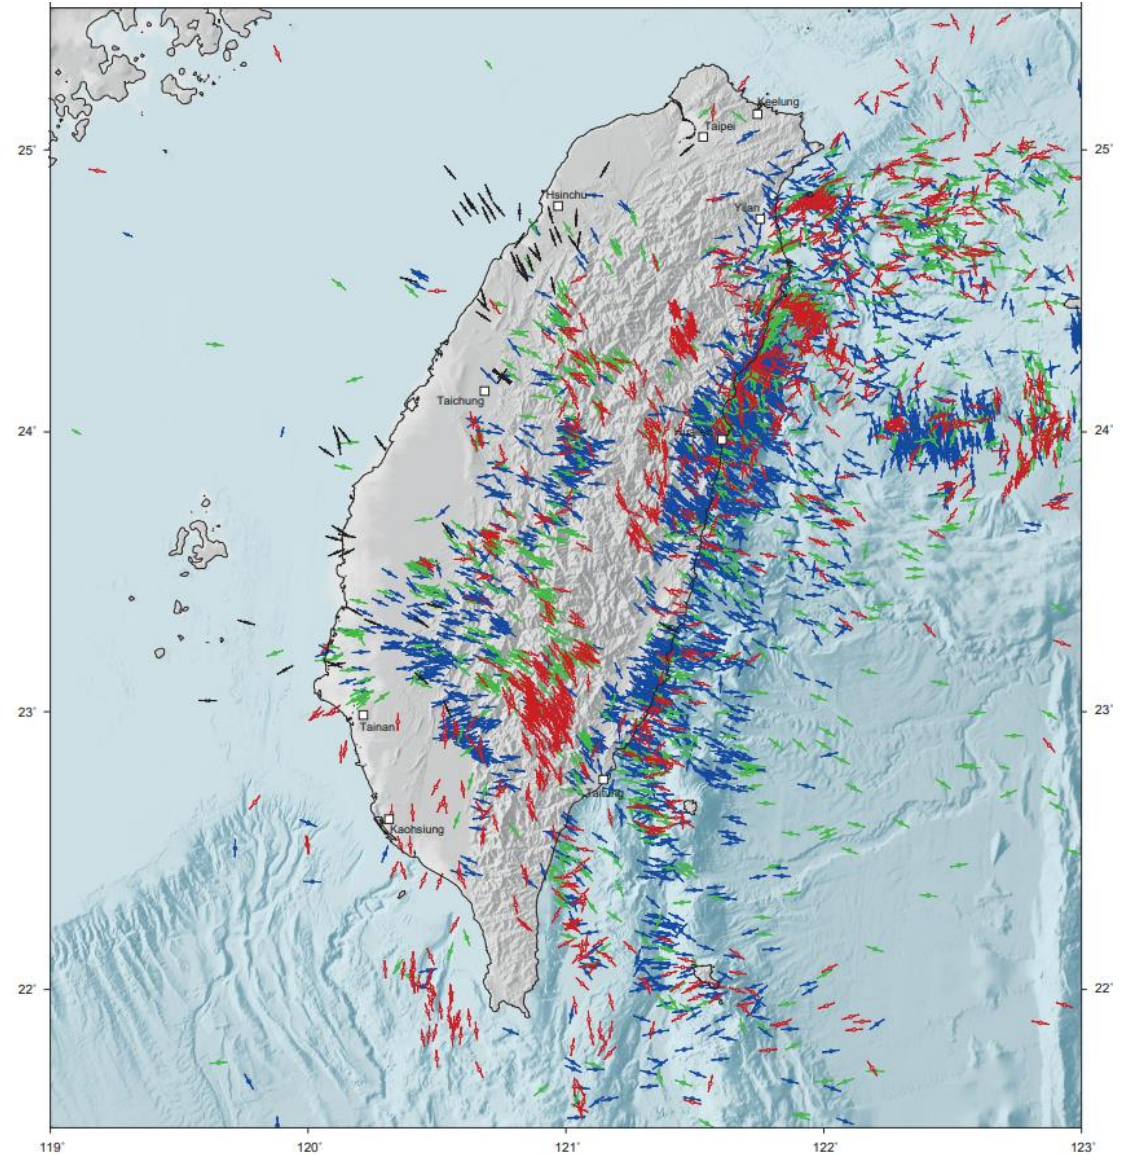 Keelung
Taipei
25˚
25˚
Hsinchu
Yilan
Taichung
24˚
24˚
23˚
23˚
Tainan
Taitung
Kaohsiung
22˚
22˚
119˚
120˚
121˚
122˚
123˚